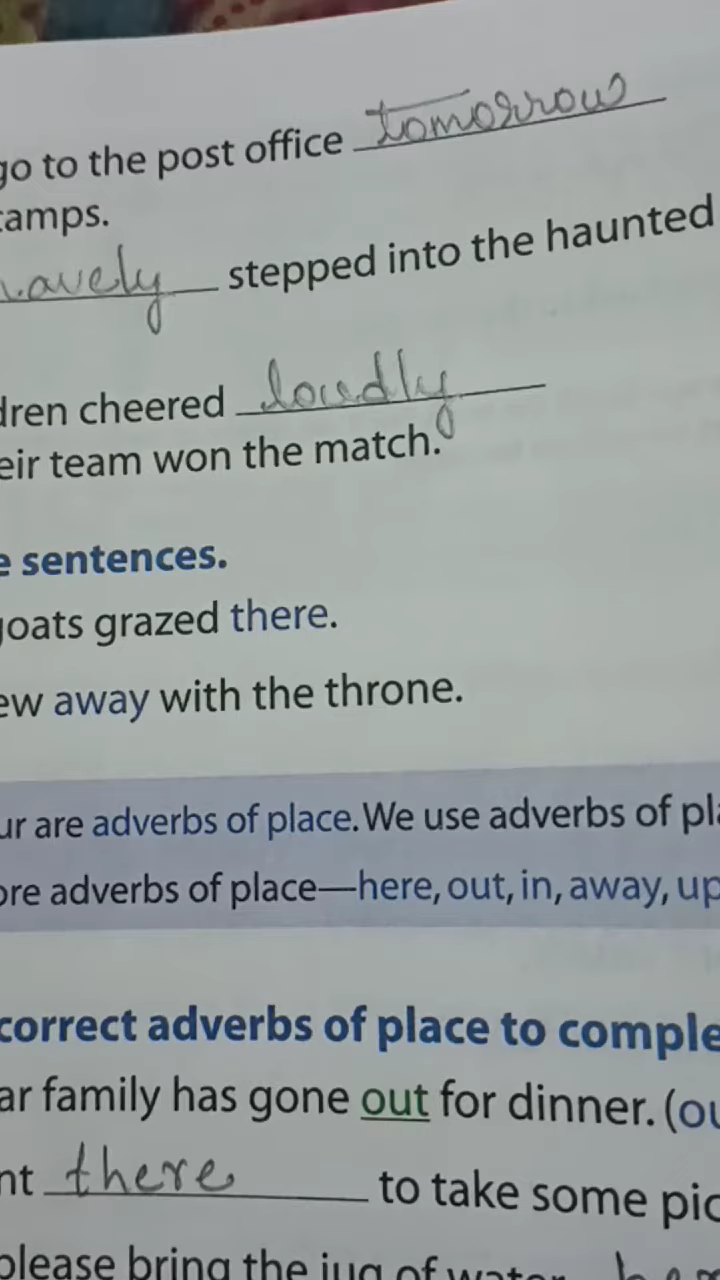 go to the post office tomorrow
amps.
stepped into the haunted
dren cheered loudly
eir team won the match.
e sentences.
goats grazed there.
ew away with the throne.
ur are adverbs of place. We use adverbs of pla
ore adverbs of place—here, out, in, away, up
correct adverbs of place to comple
ar family has gone out for dinner. (ou
nt there to take some pic
please bring the jug of water